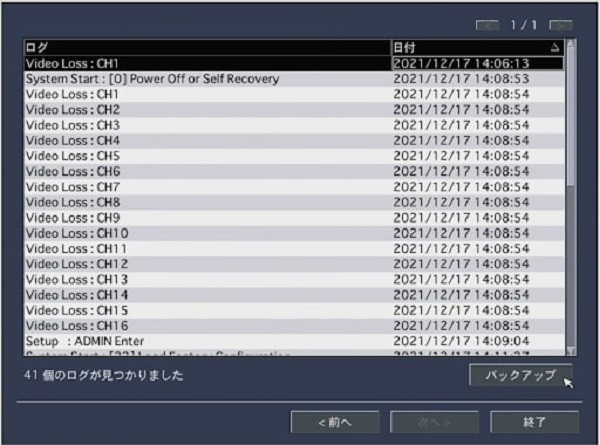 1 / 1
ログ 日付
Video Loss : CH1 2021/12/17 14:06:13
System Start : [0] Power Off or Self Recovery 2021/12/17 14:08:53
Video Loss : CH1 2021/12/17 14:08:54
Video Loss : CH2 2021/12/17 14:08:54
Video Loss : CH3 2021/12/17 14:08:54
Video Loss : CH4 2021/12/17 14:08:54
Video Loss : CH5 2021/12/17 14:08:54
Video Loss : CH6 2021/12/17 14:08:54
Video Loss : CH7 2021/12/17 14:08:54
Video Loss : CH8 2021/12/17 14:08:54
Video Loss : CH9 2021/12/17 14:08:54
Video Loss : CH10 2021/12/17 14:08:54
Video Loss : CH11 2021/12/17 14:08:54
Video Loss : CH12 2021/12/17 14:08:54
Video Loss : CH13 2021/12/17 14:08:54
Video Loss : CH14 2021/12/17 14:08:54
Video Loss : CH15 2021/12/17 14:08:54
Video Loss : CH16 2021/12/17 14:08:54
Setup : ADMIN Enter 2021/12/17 14:09:04
41 個のログが見つかりました バックアップ
<前へ 次へ> 終了